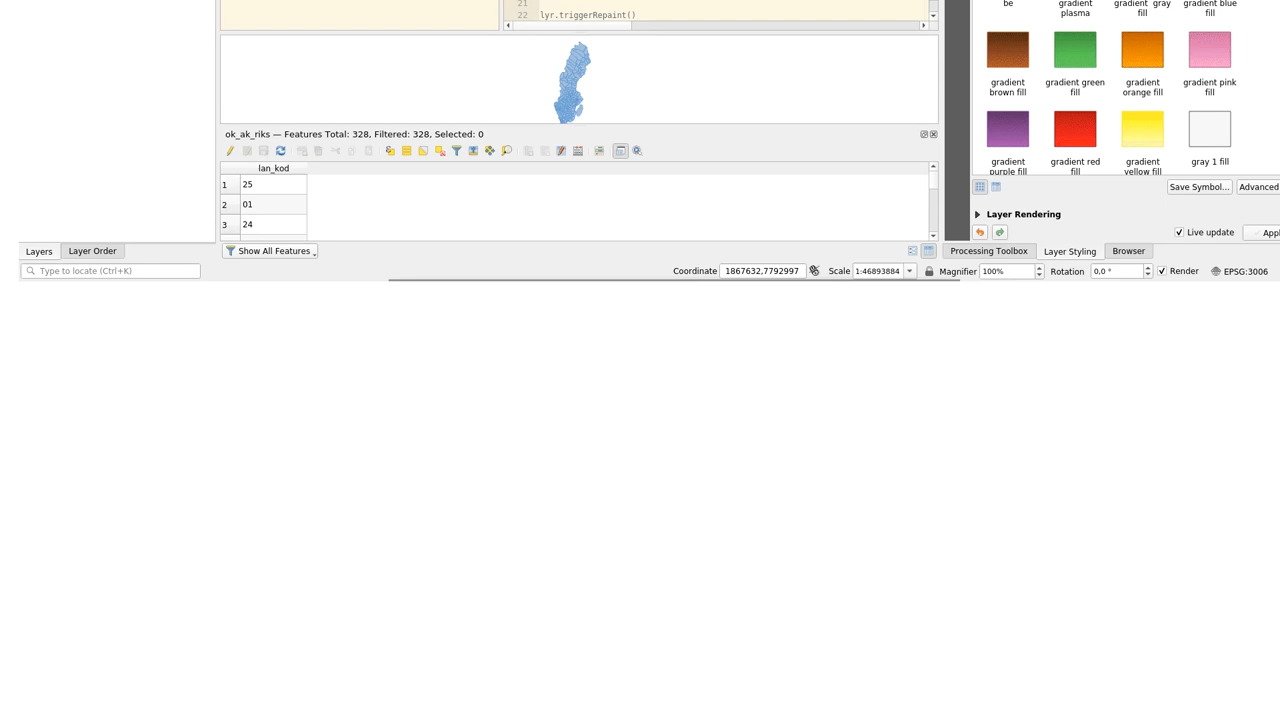 21
22 lyr.triggerRepaint()
be
gradient plasma
gradient gray fill
gradient blue fill
gradient brown fill
gradient green fill
gradient orange fill
gradient pink fill
gradient purple fill
gradient red fill
gradient yellow fill
gray 1 fill
ok_ak_riks — Features Total: 328, Filtered: 328, Selected: 0
lan_kod
1 25
2 01
3 24
Save Symbol... Advanced
Layer Rendering
Live update
Layers Layer Order
Show All Features
Processing Toolbox Layer Styling Browser
Type to locate (Ctrl+K)
Coordinate 1867632,7792997 Scale 1:46893884 Magnifier 100% Rotation 0,0 ° Render EPSG:3006